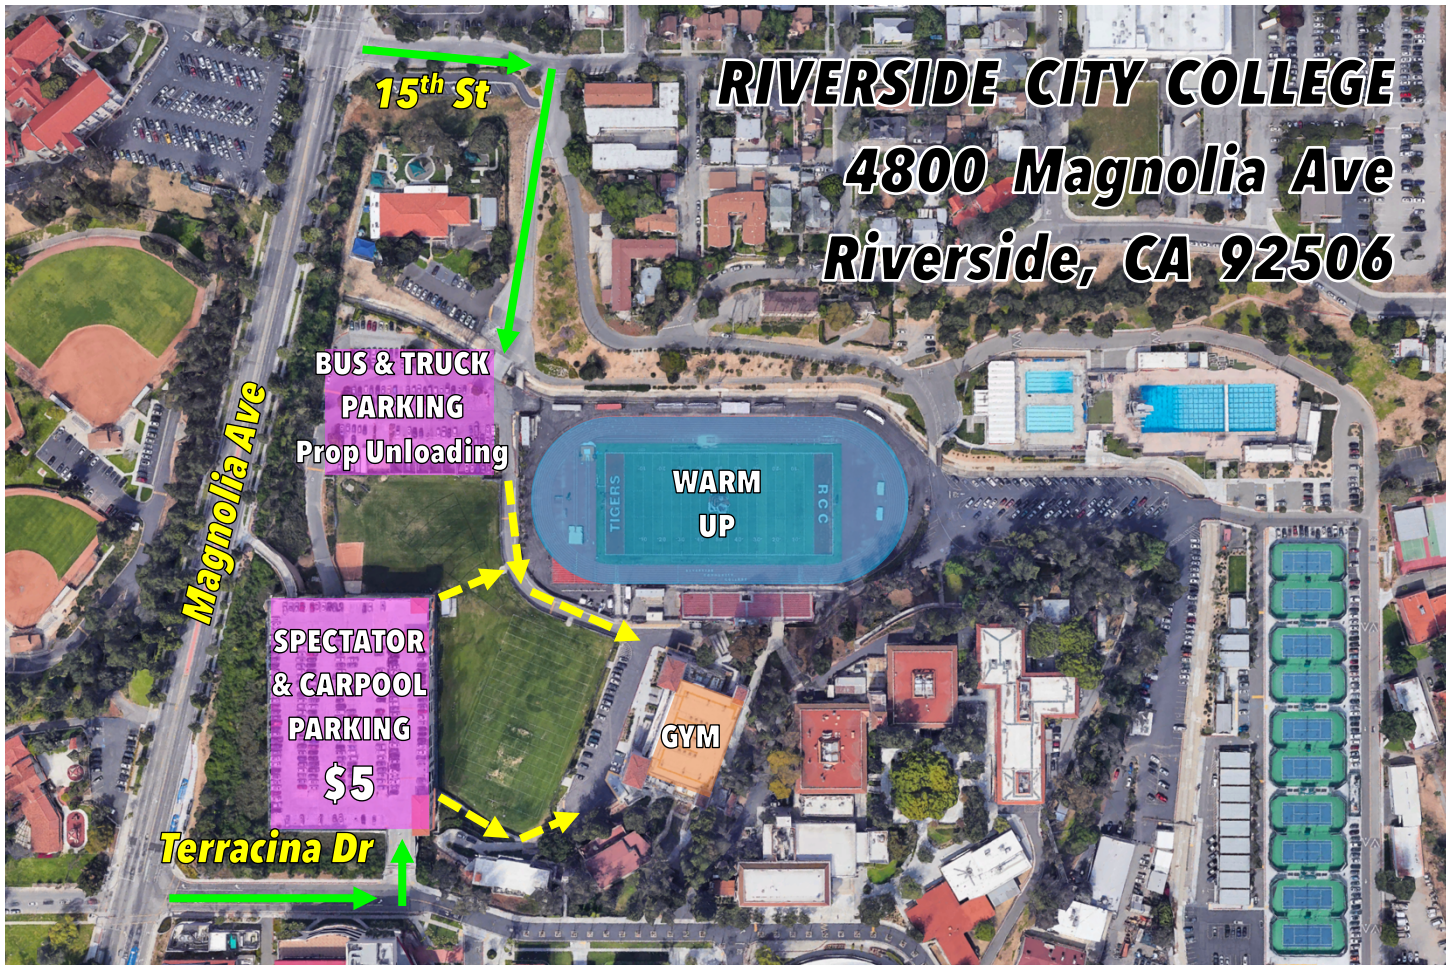 15th St
RIVERSIDE CITY COLLEGE
4800 Magnolia Ave
Riverside, CA 92506
BUS & TRUCK
PARKING
Prop Unloading
Magnolia Ave
WARM
UP
TIGERS
RCC
SPECTATOR
& CARPOOL
PARKING
$5
GYM
Terracina Dr